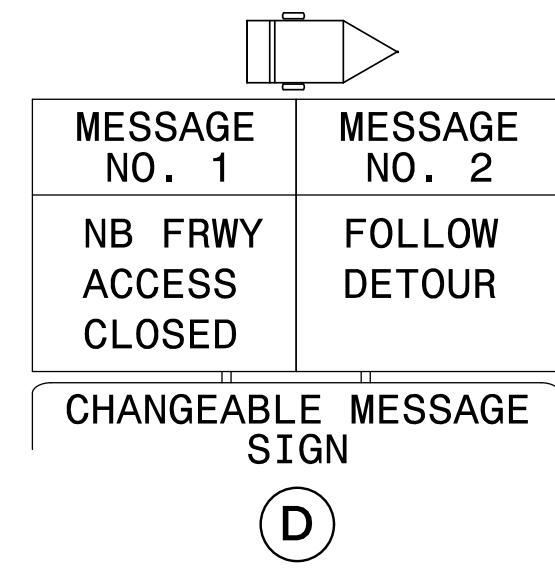 MESSAGE
NO. 1
MESSAGE
NO. 2
NB FRWY
ACCESS
CLOSED
FOLLOW
DETOUR
CHANGEABLE MESSAGE
SIGN
D